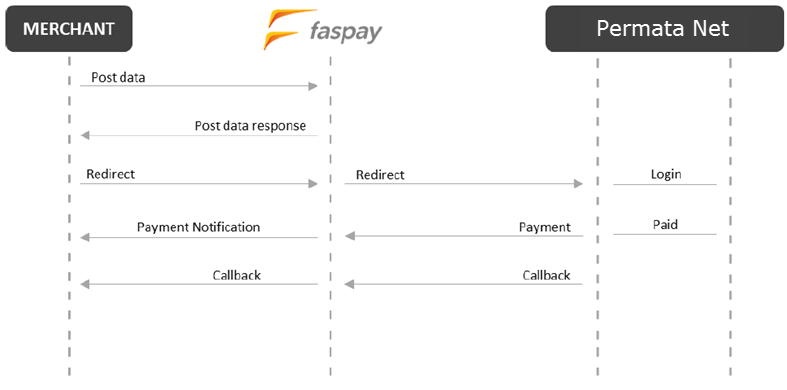 MERCHANT
faspay
Permata Net
Post data
Post data response
Redirect
Redirect
Login
Payment Notification
Payment
Paid
Callback
Callback